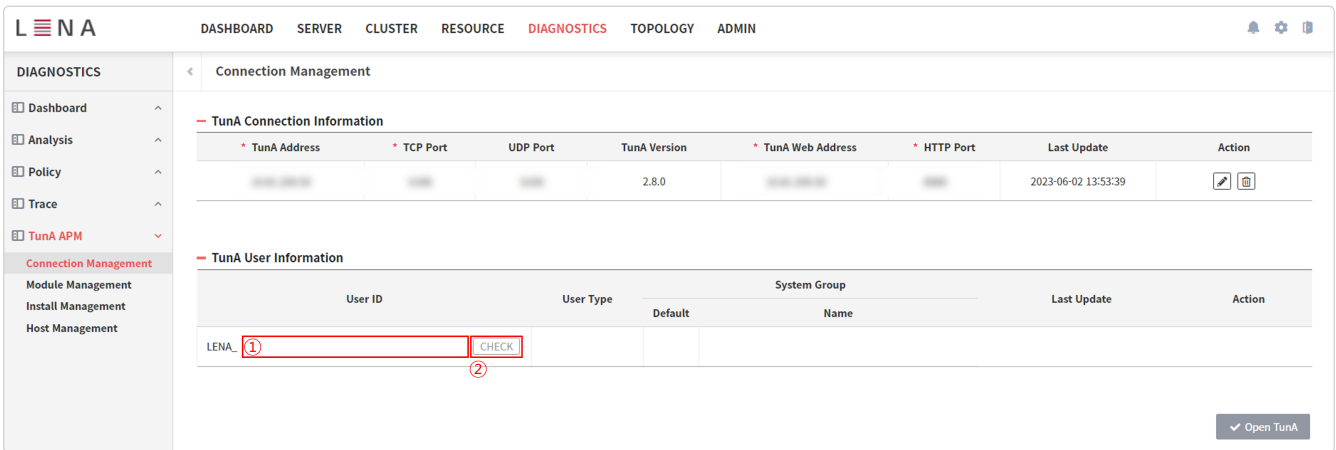 LENA
DASHBOARD SERVER CLUSTER RESOURCE DIAGNOSTICS TOPOLOGY ADMIN
DIAGNOSTICS
Connection Management
Dashboard
Analysis
Policy
Trace
TunA APM
Connection Management
Module Management
Install Management
Host Management
TunA Connection Information
* TunA Address * TCP Port UDP Port TunA Version * TunA Web Address * HTTP Port Last Update Action
2.8.0 2023-06-02 13:53:39
TunA User Information
User ID User Type System Group Last Update Action
Default Name
LENA_ ① CHECK
②
Open TunA